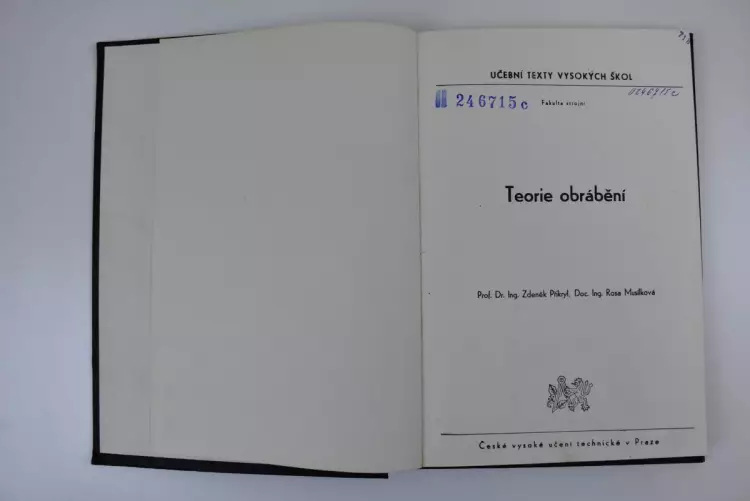 UČEBNÍ TEXTY VYSOKÝCH ŠKOL
246715c
Fakulta strojní
Teorie obrábění
Prof. Dr. Ing. Zdeněk Přikryl, Doc. Ing. Rosa Musílková
České vysoké učení technické v Praze